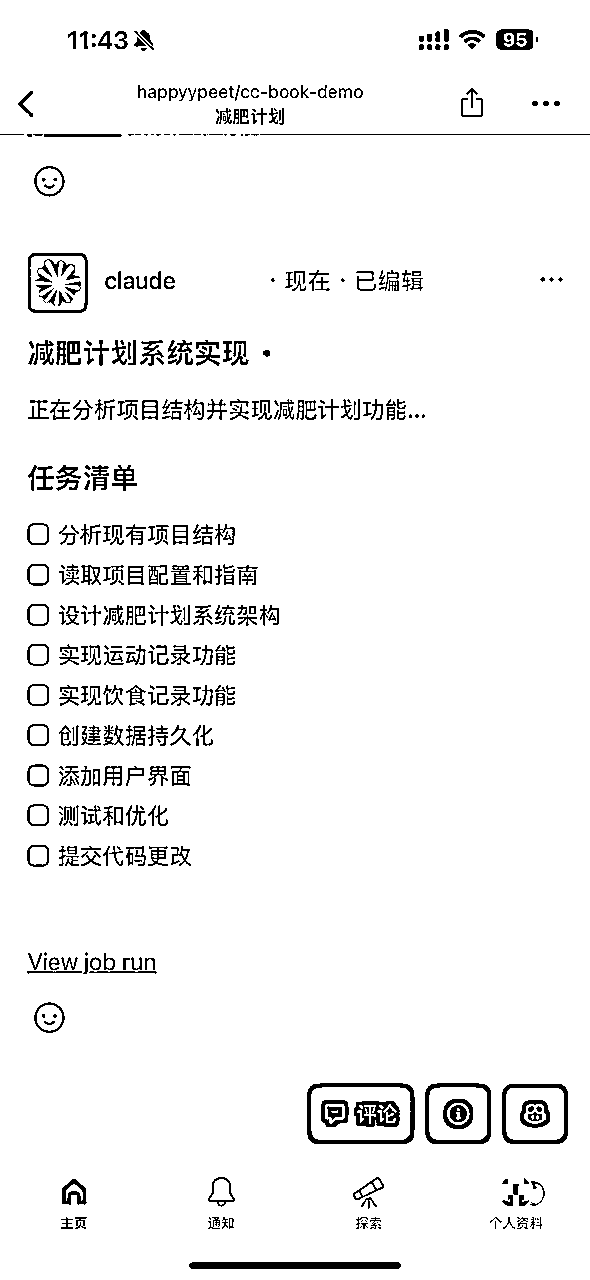 11:43
95
happyypeet/cc-book-demo
减肥计划
claude · 现在 · 已编辑
减肥计划系统实现
正在分析项目结构并实现减肥计划功能...
任务清单
分析现有项目结构
读取项目配置和指南
设计减肥计划系统架构
实现运动记录功能
实现饮食记录功能
创建数据持久化
添加用户界面
测试和优化
提交代码更改
View job run
评论
主页 通知 探索 个人资料